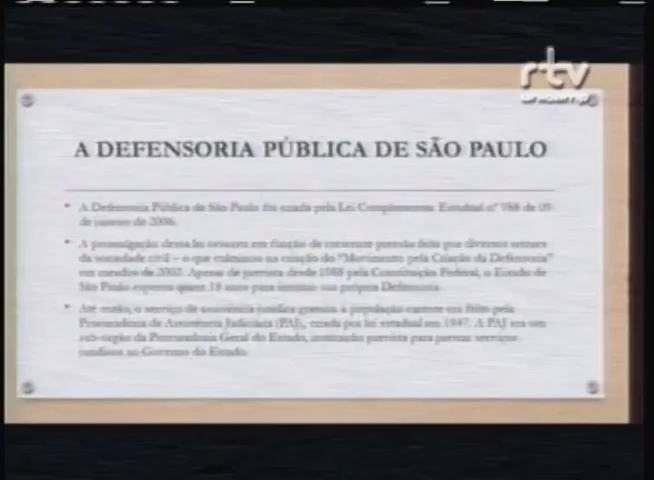 rtv
unicamp
A DEFENSORIA PÚBLICA DE SÃO PAULO
• A Defensoria Pública de São Paulo foi criada pela Lei Complementar Estadual nº 988 de 09
de janeiro de 2006.
• A promulgação dessa lei ocorreu em função de crescente pressão feita por diversos setores
da sociedade civil – o que culminou na criação do "Movimento pela Criação da Defensoria"
em meados de 2002. Apesar de prevista desde 1988 pela Constituição Federal, o Estado de
São Paulo esperou quase 18 anos para instituir sua própria Defensoria.
• Até então, o serviço de assistência jurídica gratuita à população carente era feito pela
Procuradoria de Assistência Judiciária (PAJ), criada por lei estadual em 1947. A PAJ era um
sub-órgão da Procuradoria Geral do Estado, instituição prevista para prestar serviços
jurídicos ao Governo do Estado.